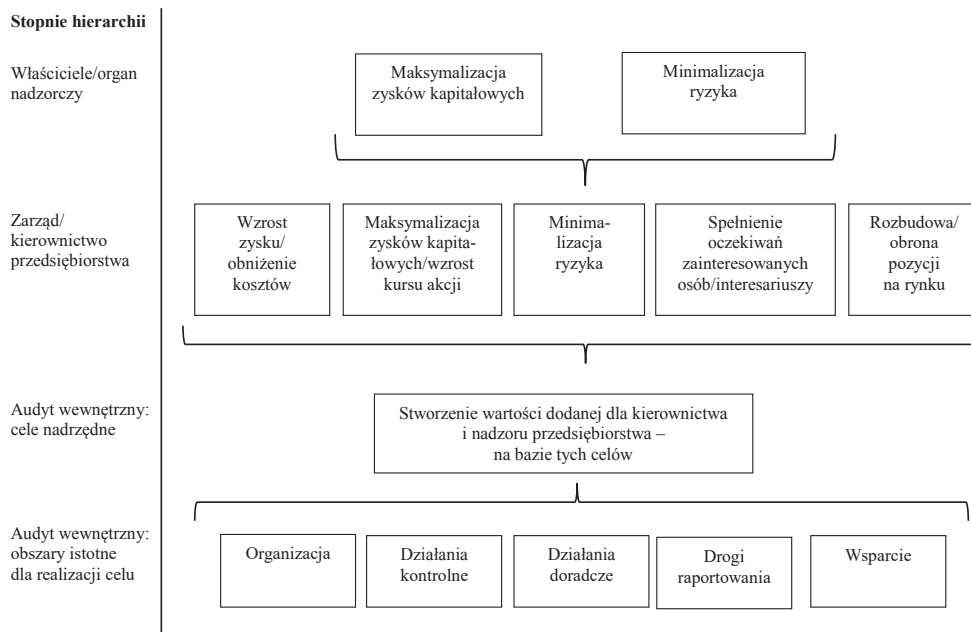 Stopnie hierarchii
Właściciele/organ
nadzorczy
Maksymalizacja
zysków kapitałowych
Minimalizacja
ryzyka
Zarząd/
kierownictwo
przedsiębiorstwa
Wzrost
zysku/
obniżenie
kosztów
Maksymalizacja
zysków kapita-
łowych/wzrost
kursu akcji
Minima-
lizacja
ryzyka
Spełnienie
oczekiwań
zainteresowanych
osób/interesariuszy
Rozbudowa/
obrona
pozycji
na rynku
Audyt wewnętrzny:
cele nadrzędne
Stworzenie wartości dodanej dla kierownictwa
i nadzoru przedsiębiorstwa –
na bazie tych celów
Audyt wewnętrzny:
obszary istotne
dla realizacji celu
Organizacja
Działania
kontrolne
Działania
doradcze
Drogi
raportowania
Wsparcie